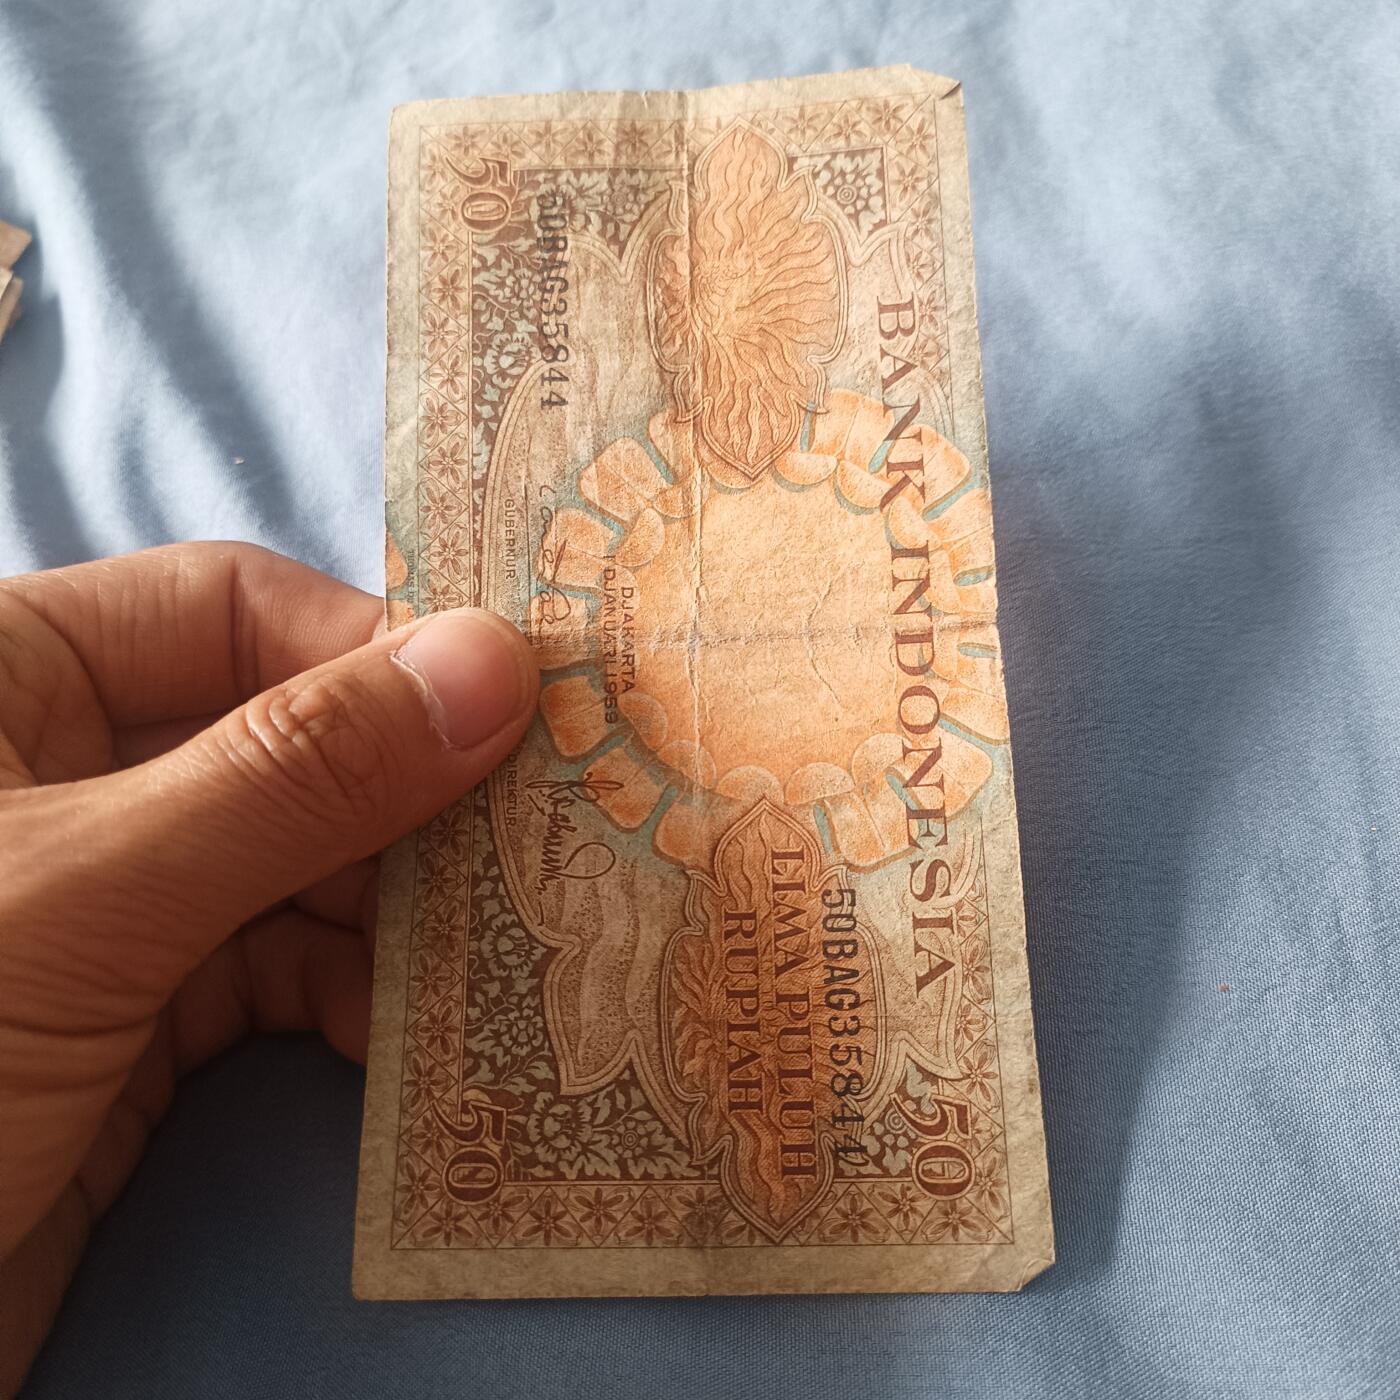 BANK INDONESIA
50
50BAG35844
LIMA PULUH
RUPIAH
DJAKARTA
1 DJANUARI 1959
GUBERNUR
DIREKTUR
50BAG35844
50
50